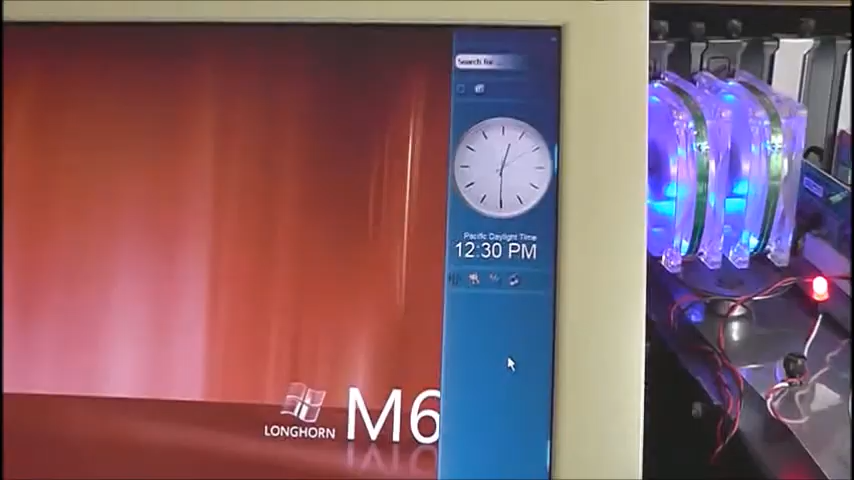 Search for...
Pacific Daylight Time
12:30 PM
LONGHORN
M6